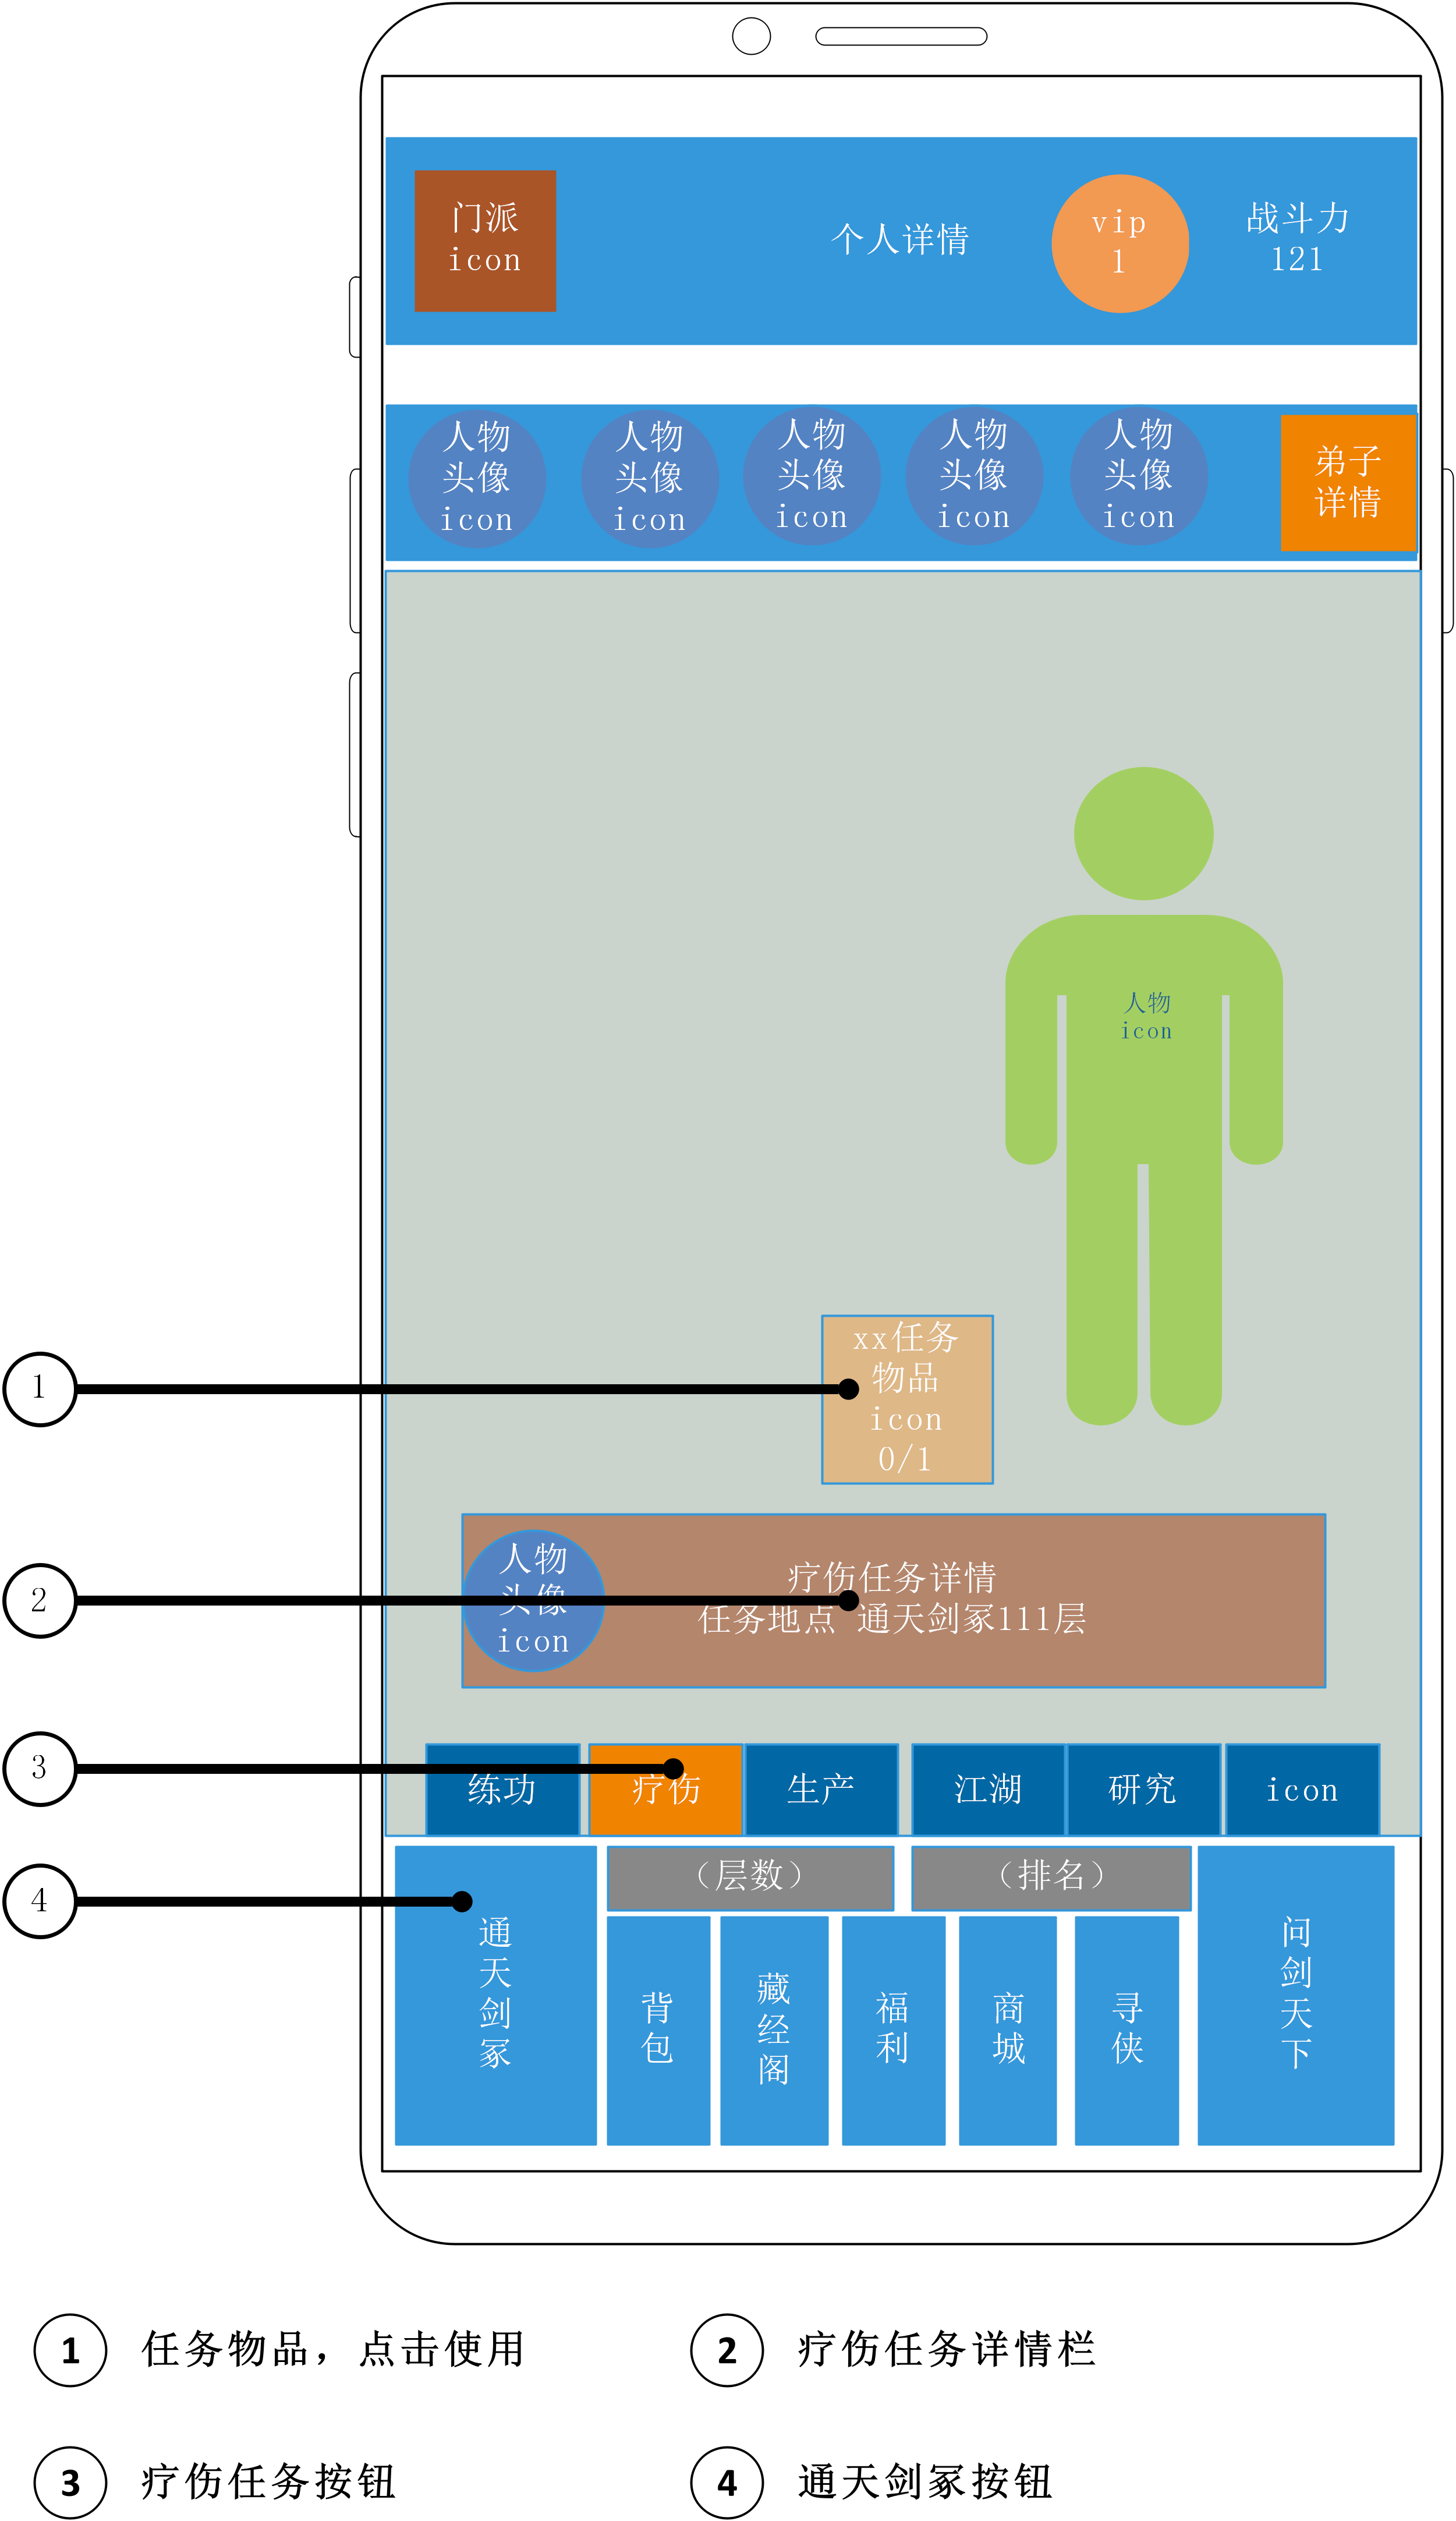 门派
icon
个人详情
vip
1
战斗力
121
人物
头像
icon
人物
头像
icon
人物
头像
icon
人物
头像
icon
人物
头像
icon
弟子
详情
人物
icon
1
xx任务
物品
icon
0/1
2
人物
头像
icon
疗伤任务详情
任务地点 通天剑冢111层
3
练功
疗伤
生产
江湖
研究
icon
4
通天剑冢
（层数）
（排名）
背包
藏经阁
福利
商城
寻侠
问剑天下
1 任务物品，点击使用
2 疗伤任务详情栏
3 疗伤任务按钮
4 通天剑冢按钮